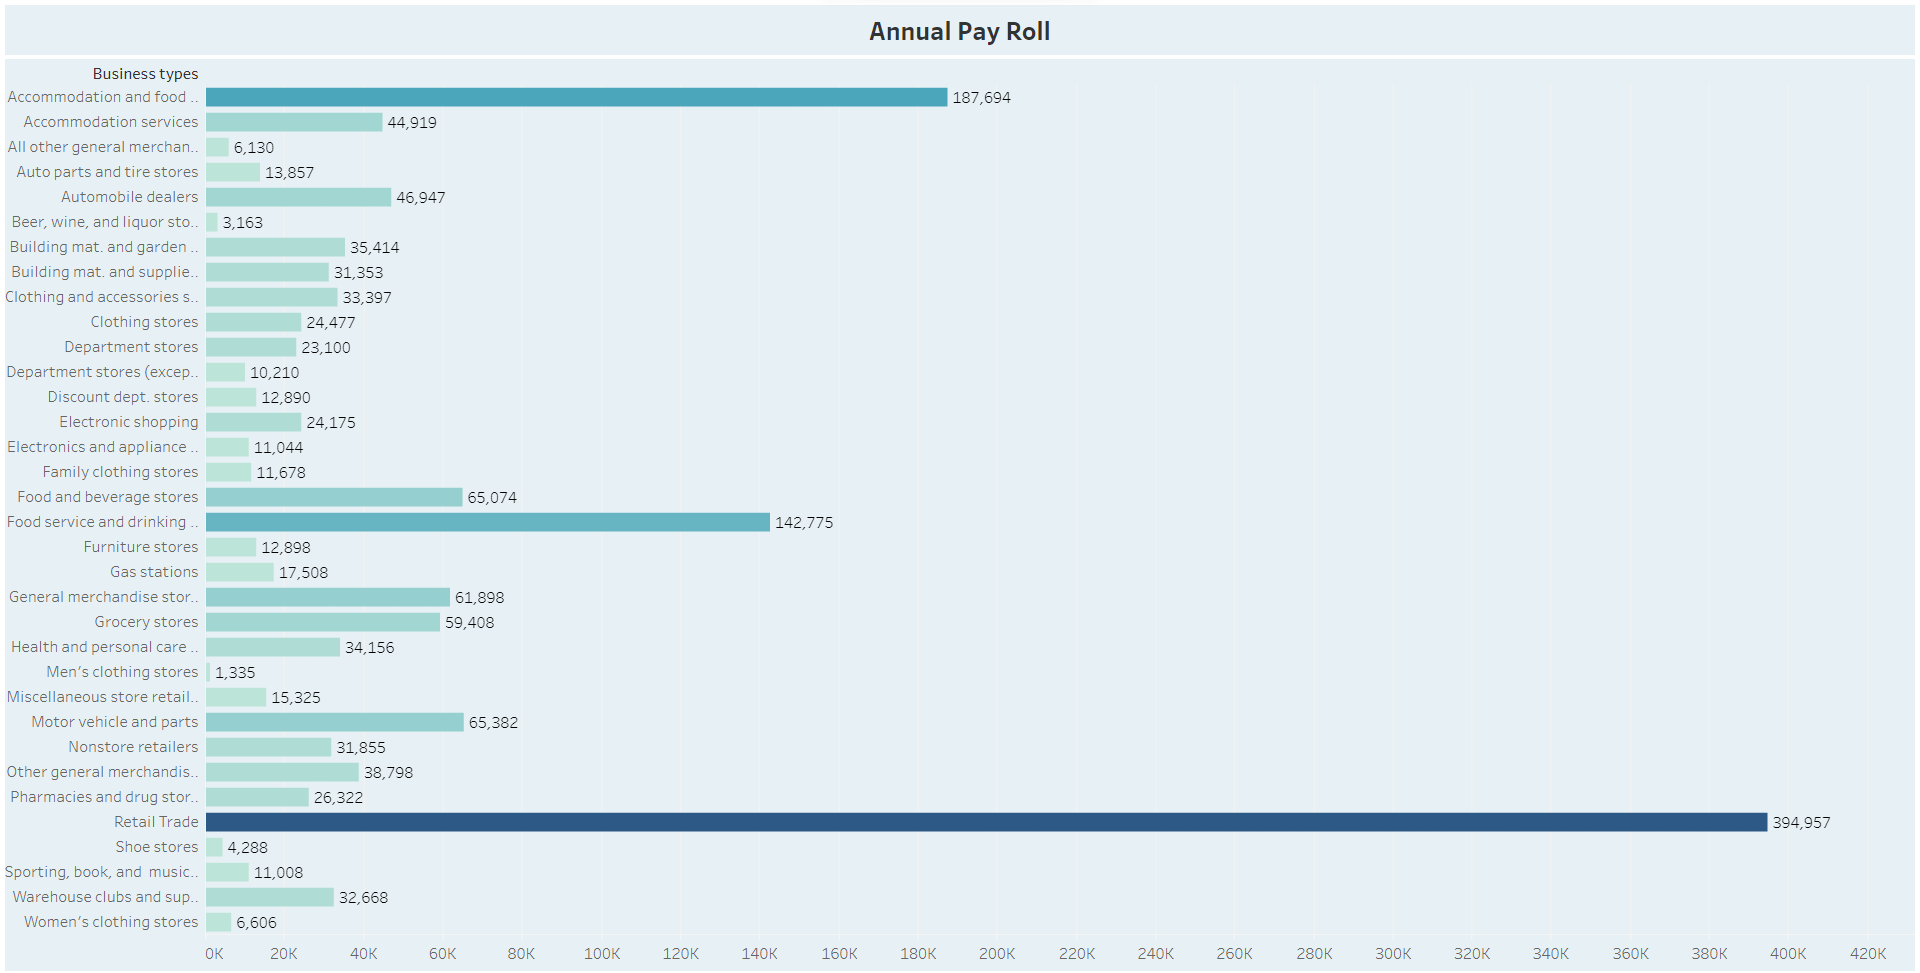 Annual Pay Roll
Business types
Accommodation and food .. 187,694
Accommodation services 44,919
All other general merchan.. 6,130
Auto parts and tire stores 13,857
Automobile dealers 46,947
Beer, wine, and liquor sto.. 3,163
Building mat. and garden .. 35,414
Building mat. and supplie.. 31,353
Clothing and accessories s.. 33,397
Clothing stores 24,477
Department stores 23,100
Department stores (excep.. 10,210
Discount dept. stores 12,890
Electronic shopping 24,175
Electronics and appliance .. 11,044
Family clothing stores 11,678
Food and beverage stores 65,074
Food service and drinking .. 142,775
Furniture stores 12,898
Gas stations 17,508
General merchandise stor.. 61,898
Grocery stores 59,408
Health and personal care .. 34,156
Men's clothing stores 1,335
Miscellaneous store retail.. 15,325
Motor vehicle and parts 65,382
Nonstore retailers 31,855
Other general merchandis.. 38,798
Pharmacies and drug stor.. 26,322
Retail Trade 394,957
Shoe stores 4,288
Sporting, book, and  music.. 11,008
Warehouse clubs and sup.. 32,668
Women's clothing stores 6,606
0K 20K 40K 60K 80K 100K 120K 140K 160K 180K 200K 220K 240K 260K 280K 300K 320K 340K 360K 380K 400K 420K